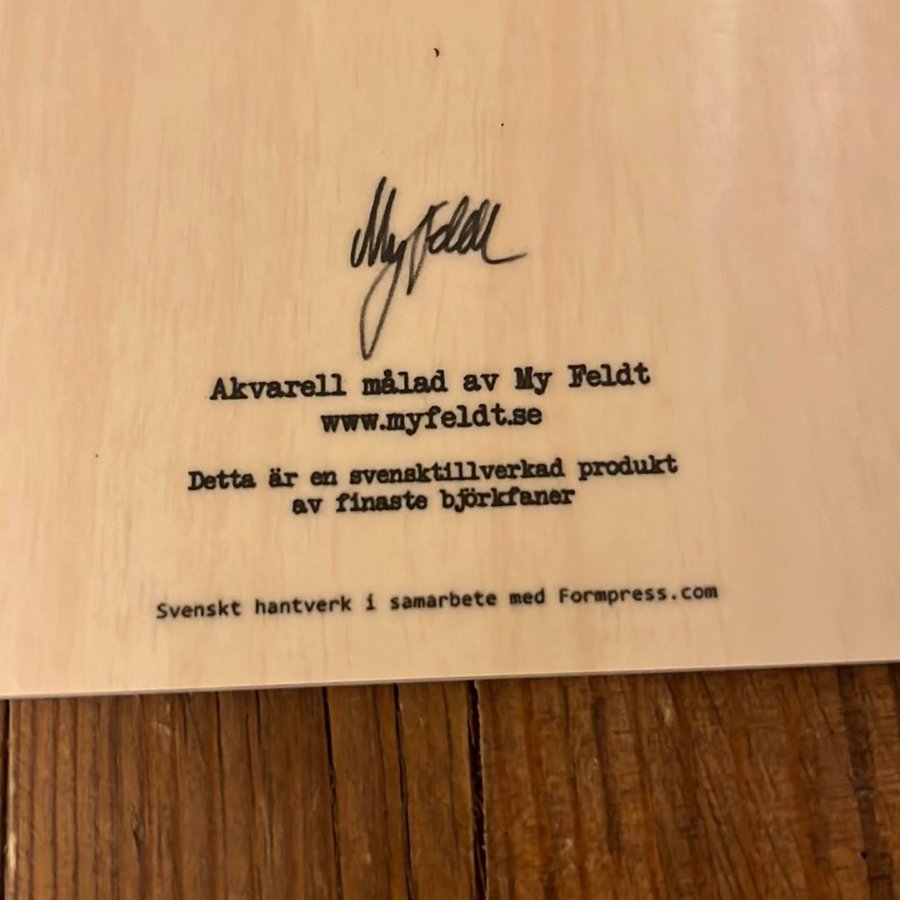 My Feldt
Akvarell målad av My Feldt
www.myfeldt.se
Detta är en svensktillverkad produkt
av finaste björkfaner
Svenskt hantverk i samarbete med Formpress.com